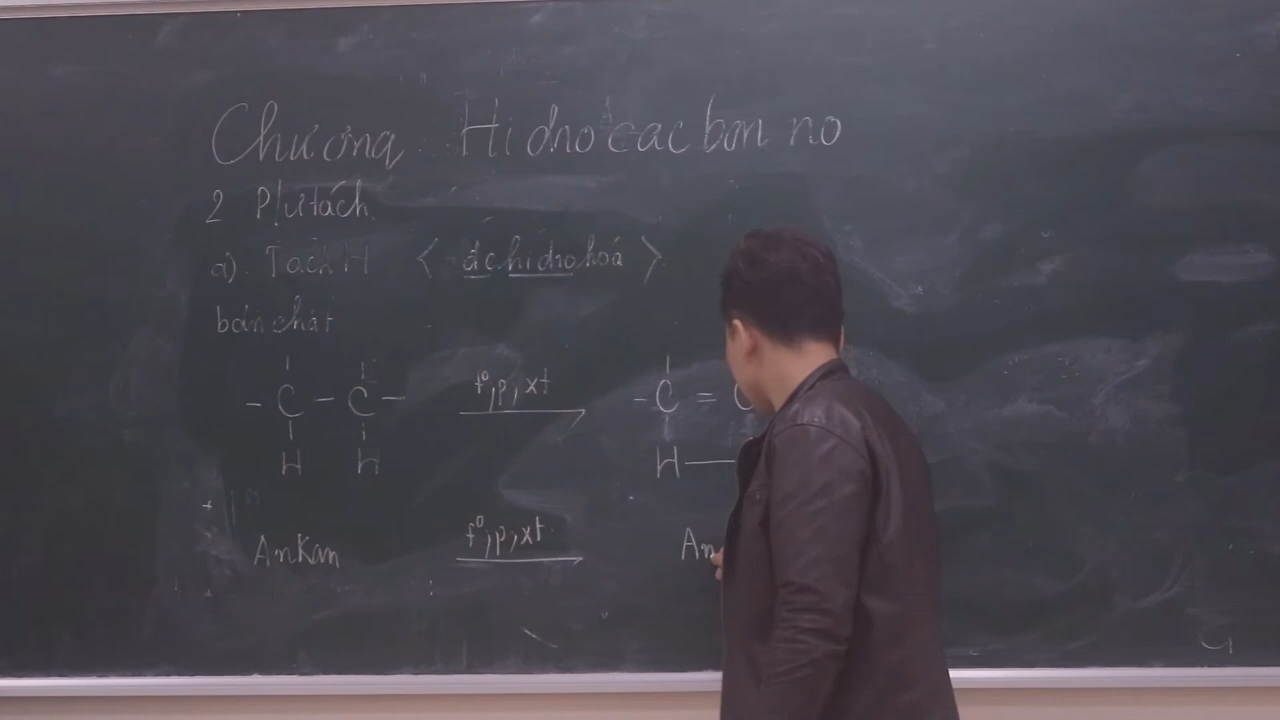 Chương Hidrocacbon no
2 P/ư tách
a). Tách H < đehidrohoá >
bản chất
- C - C - t°, p, xt - C = C
H H H —
Ankan t°, p, xt An